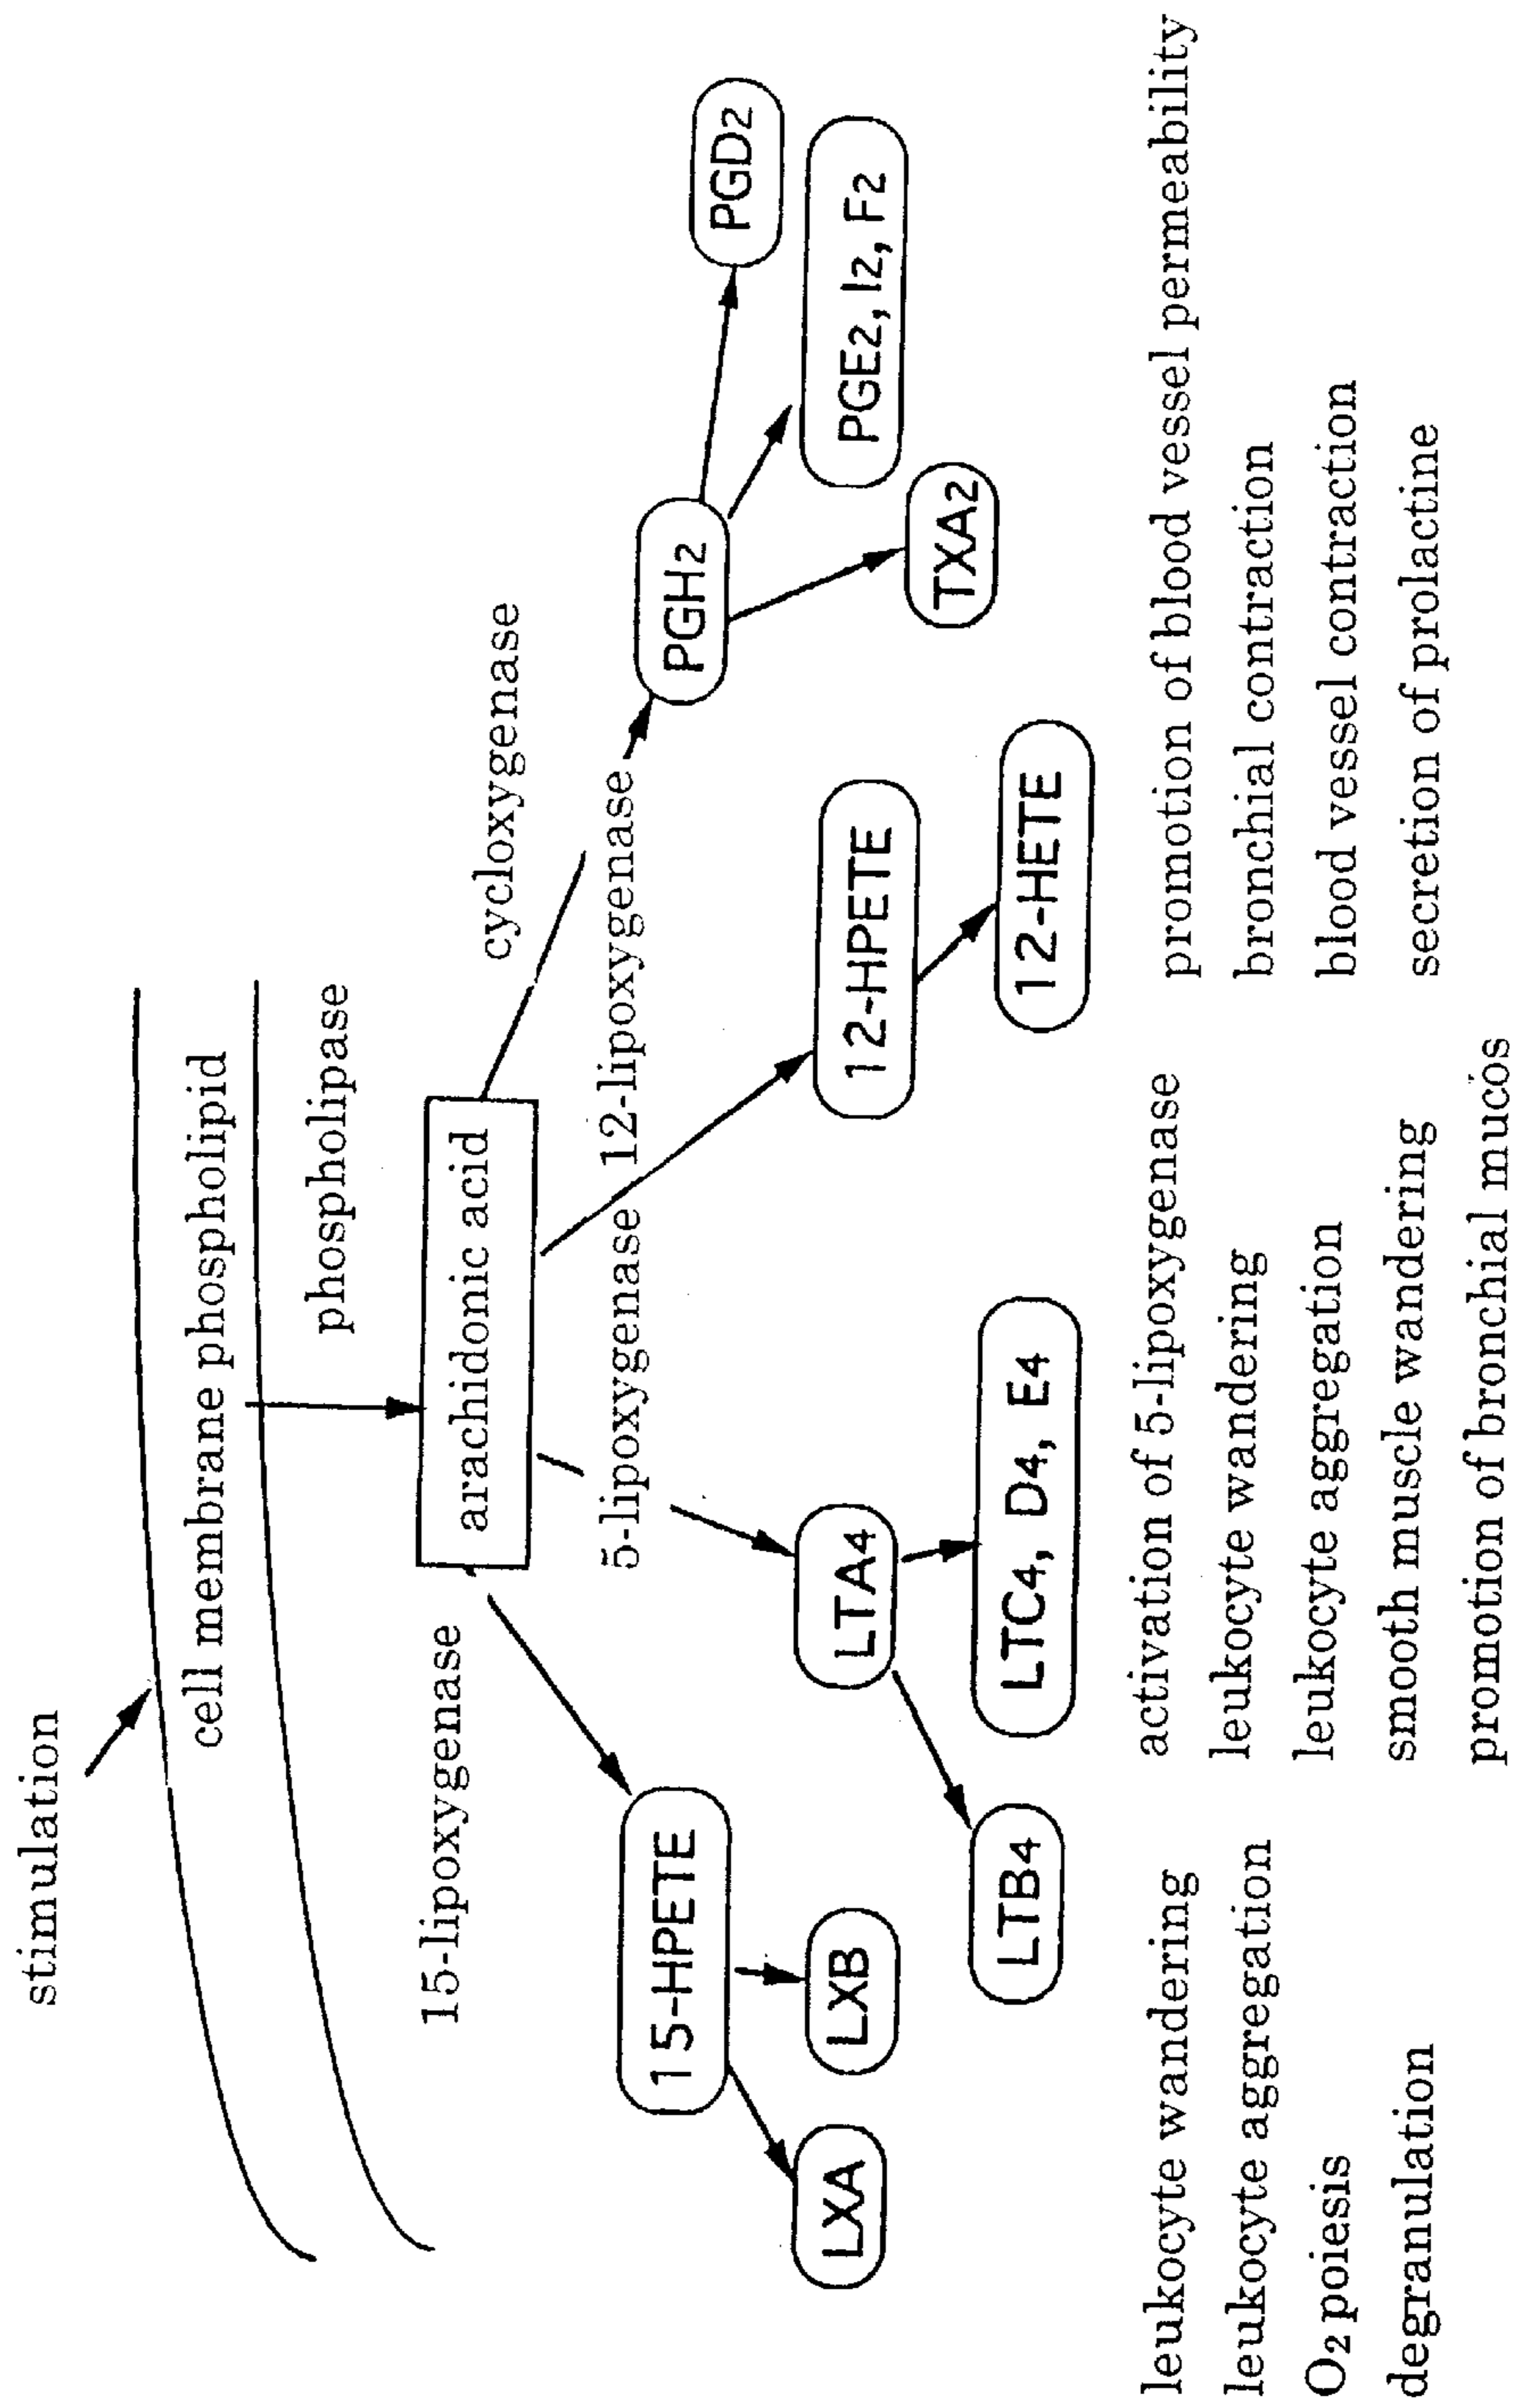 stimulation
cell membrane phospholipid
phospholipase
arachidonic acid
15-lipoxygenase
5-lipoxygenase
12-lipoxygenase
cycloxygenase
15-HPETE
LXA
LXB
LTA4
LTB4
LTC4, D4, E4
12-HPETE
12-HETE
PGH2
PGD2
PGE2, I2, F2
TXA2
leukocyte wandering
leukocyte aggregation
O2 poiesis
degranulation
activation of 5-lipoxygenase
leukocyte wandering
leukocyte aggregation
smooth muscle wandering
promotion of bronchial mucos
promotion of blood vessel permeability
bronchial contraction
blood vessel contraction
secretion of prolactine